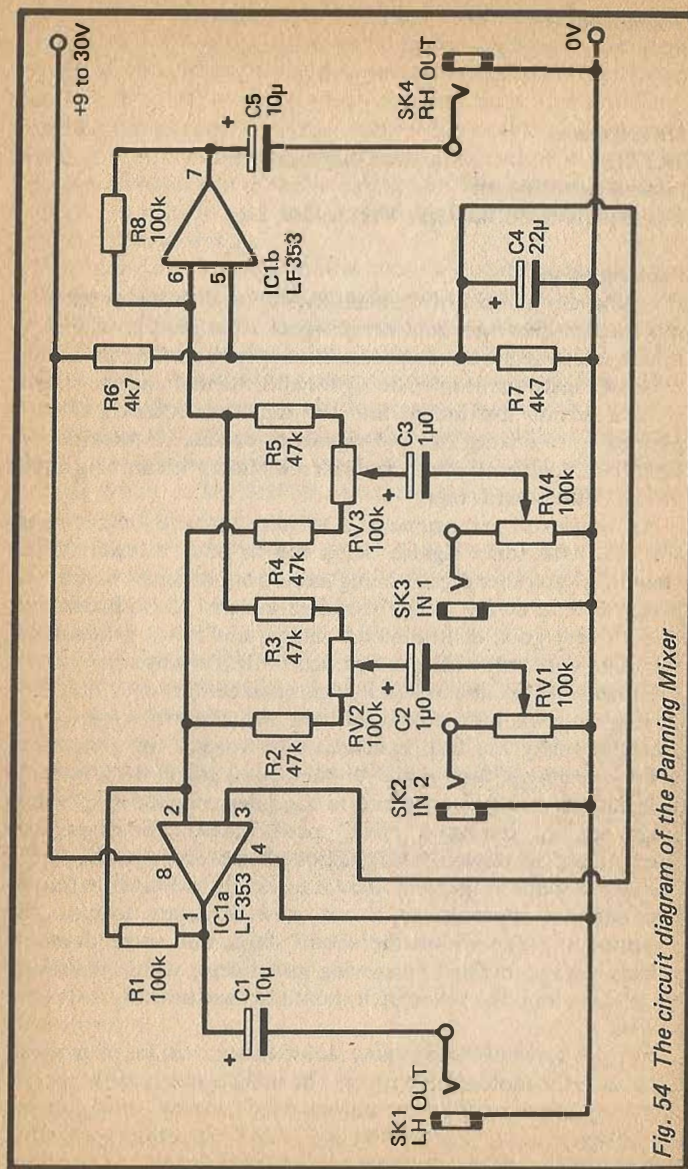 +9 to 30V
R1
100k
8
2
1
3
4
IC1a
LF353
C1
10µ
+
SK1
LH OUT
R2
47k
R3
47k
R4
47k
R5
47k
RV2
100k
RV3
100k
+
C2
1µ0
+
C3
1µ0
SK2
IN 2
SK3
IN 1
RV1
100k
RV4
100k
R6
4k7
R8
100k
6
5
7
IC1b
LF353
+
C5
10µ
SK4
RH OUT
+
C4
22µ
R7
4k7
0V
Fig. 54 The circuit diagram of the Panning Mixer